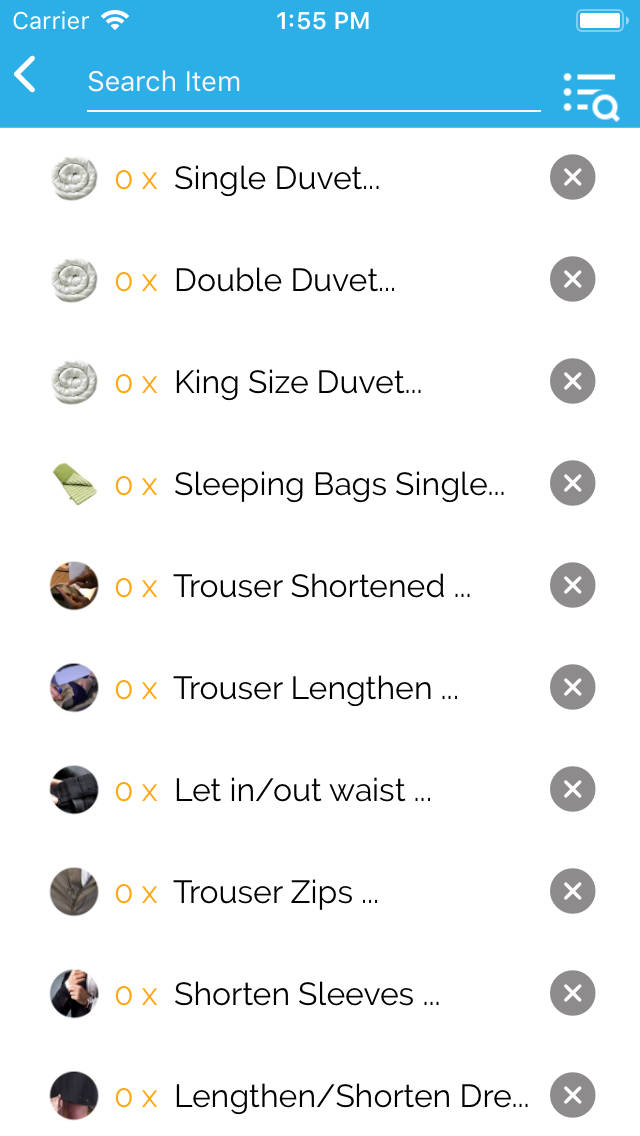 Carrier 1:55 PM
Search Item
0 x Single Duvet...
0 x Double Duvet...
0 x King Size Duvet...
0 x Sleeping Bags Single...
0 x Trouser Shortened ...
0 x Trouser Lengthen ...
0 x Let in/out waist ...
0 x Trouser Zips ...
0 x Shorten Sleeves ...
0 x Lengthen/Shorten Dre...